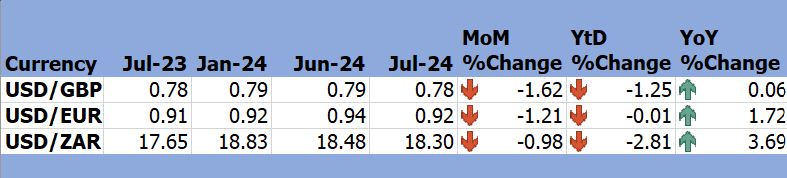 MoM YtD YoY
Currency Jul-23 Jan-24 Jun-24 Jul-24 %Change %Change %Change
USD/GBP 0.78 0.79 0.79 0.78 -1.62 -1.25 0.06
USD/EUR 0.91 0.92 0.94 0.92 -1.21 -0.01 1.72
USD/ZAR 17.65 18.83 18.48 18.30 -0.98 -2.81 3.69